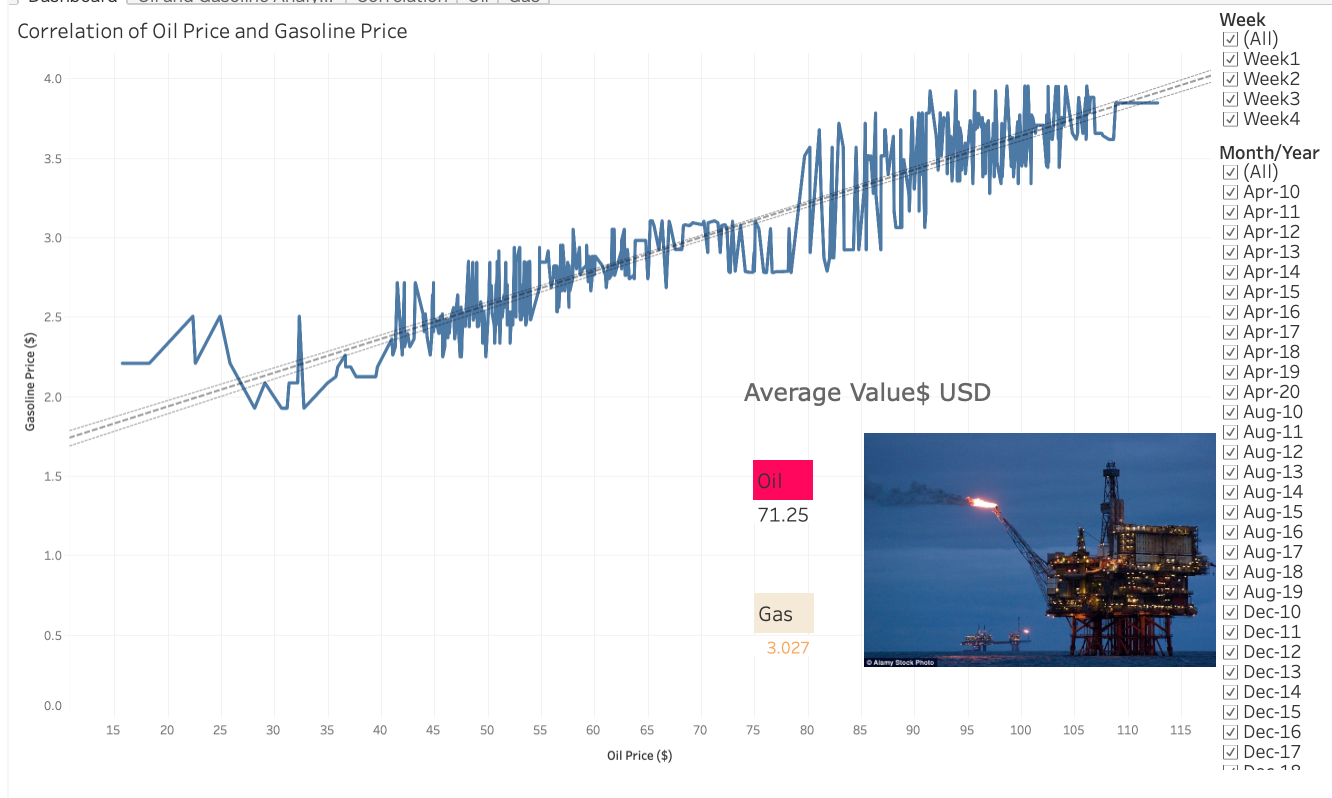 Dashboard
Correlation
Oil
Gas
Correlation of Oil Price and Gasoline Price
4.0
3.5
3.0
2.5
2.0
1.5
1.0
0.5
0.0
Gasoline Price ($)
15 20 25 30 35 40 45 50 55 60 65 70 75 80 85 90 95 100 105 110 115
Oil Price ($)
Average Value$ USD
Oil
71.25
Gas
3.027
© Alamy Stock Photo
Week
(All)
Week1
Week2
Week3
Week4
Month/Year
(All)
Apr-10
Apr-11
Apr-12
Apr-13
Apr-14
Apr-15
Apr-16
Apr-17
Apr-18
Apr-19
Apr-20
Aug-10
Aug-11
Aug-12
Aug-13
Aug-14
Aug-15
Aug-16
Aug-17
Aug-18
Aug-19
Dec-10
Dec-11
Dec-12
Dec-13
Dec-14
Dec-15
Dec-16
Dec-17
Dec-18